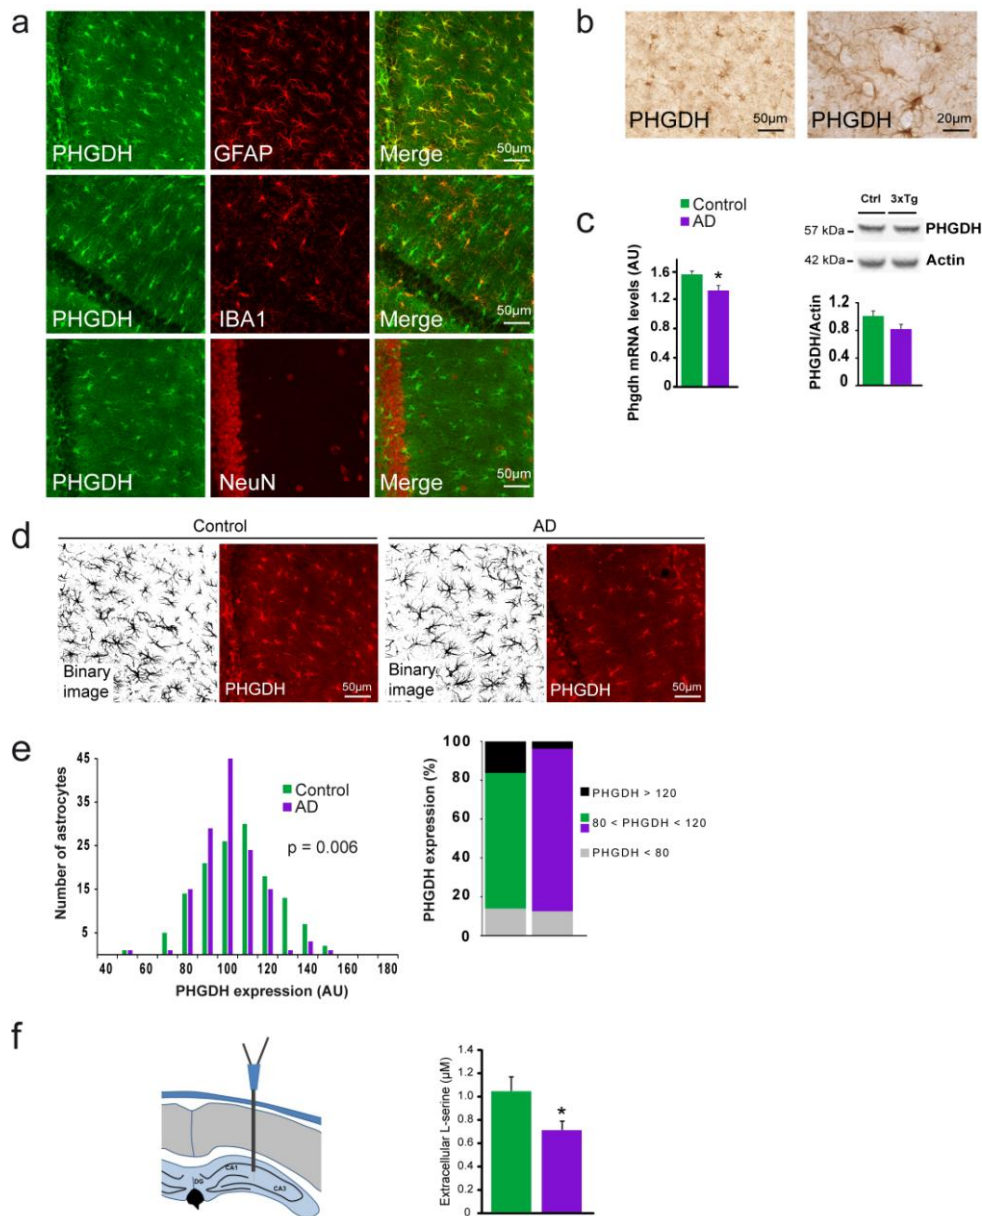 a
PHGDH
GFAP
Merge
50µm
PHGDH
IBA1
Merge
50µm
PHGDH
NeuN
Merge
50µm
b
PHGDH
50µm
PHGDH
20µm
c
Control
AD
Phgdh mRNA levels (AU)
1.6
1.2
0.8
0.4
0
*
Ctrl 3xTg
57 kDa
PHGDH
42 kDa
Actin
PHGDH/Actin
1.2
0.8
0.4
0
d
Control
AD
Binary
image
PHGDH
50µm
Binary
image
PHGDH
50µm
e
Number of astrocytes
45
35
25
15
5
Control
AD
p = 0.006
40 60 80 100 120 140 160 180
PHGDH expression (AU)
PHGDH expression (%)
100
80
60
40
20
0
PHGDH > 120
80 < PHGDH < 120
PHGDH < 80
f
CA1
DG
CA3
Extracellular L-serine (µM)
1.4
1.2
1.0
0.8
0.6
0.4
0.2
0
*